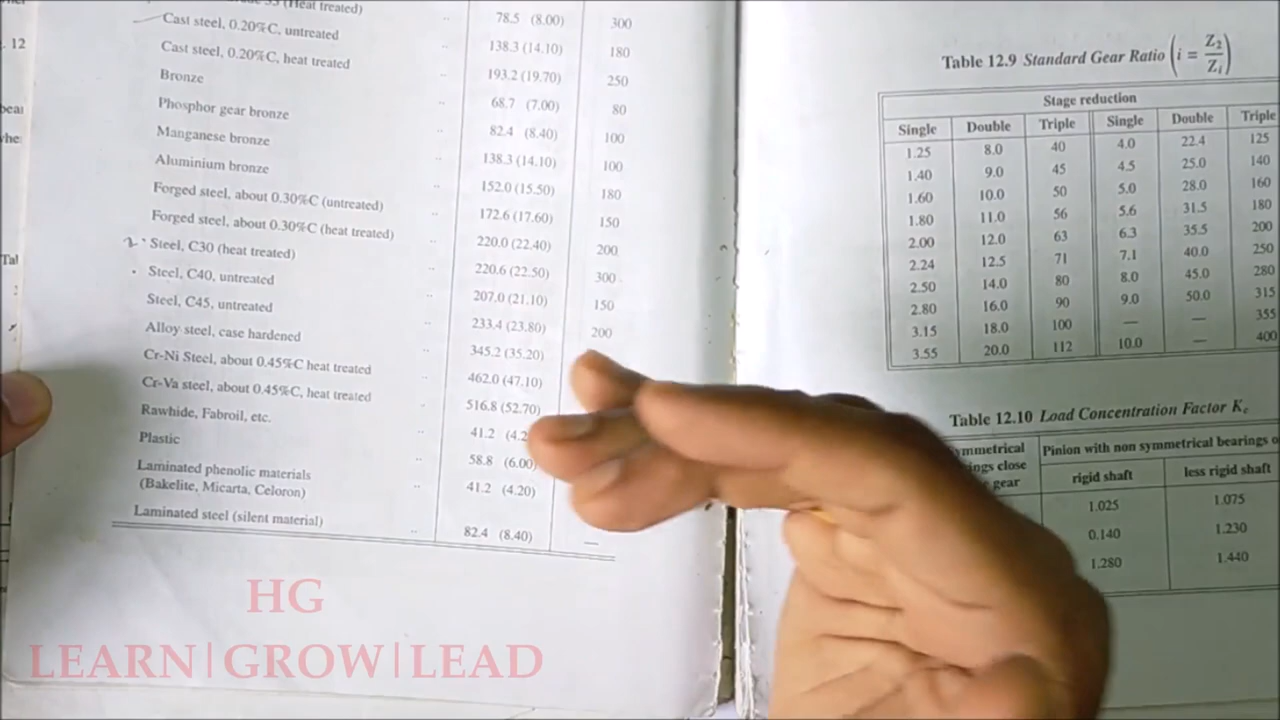 (Heat treated)
Cast steel, 0.20%C, untreated .. 78.5 (8.00) 300
Cast steel, 0.20%C, heat treated .. 138.3 (14.10) 180
Bronze .. 193.2 (19.70) 250
Phosphor gear bronze .. 68.7 (7.00) 80
Manganese bronze .. 82.4 (8.40) 100
Aluminium bronze .. 138.3 (14.10) 100
Forged steel, about 0.30%C (untreated) .. 152.0 (15.50) 180
Forged steel, about 0.30%C (heat treated) .. 172.6 (17.60) 150
Steel, C30 (heat treated) .. 220.0 (22.40) 200
Steel, C40, untreated .. 220.6 (22.50) 300
Steel, C45, untreated .. 207.0 (21.10) 150
Alloy steel, case hardened .. 233.4 (23.80) 200
Cr-Ni Steel, about 0.45%C heat treated .. 345.2 (35.20)
Cr-Va steel, about 0.45%C, heat treated .. 462.0 (47.10)
Rawhide, Fabroil, etc. .. 516.8 (52.70)
Plastic .. 41.2 (4.2
Laminated phenolic materials .. 58.8 (6.00)
(Bakelite, Micarta, Celoron) .. 41.2 (4.20)
Laminated steel (silent material) .. 82.4 (8.40) —
. 12
Tal
Table 12.9 Standard Gear Ratio (i = Z2/Zi)
Stage reduction
Single Double Triple Single Double Triple
1.25 8.0 40 4.0 22.4 125
1.40 9.0 45 4.5 25.0 140
1.60 10.0 50 5.0 28.0 160
1.80 11.0 56 5.6 31.5 180
2.00 12.0 63 6.3 35.5 200
2.24 12.5 71 7.1 40.0 250
2.50 14.0 80 8.0 45.0 280
2.80 16.0 90 9.0 50.0 315
3.15 18.0 100 — — 355
3.55 20.0 112 10.0 — 400
Table 12.10 Load Concentration Factor Kc
mmetrical Pinion with non symmetrical bearings o
ings close rigid shaft less rigid shaft
gear
1.025 1.075
0.140 1.230
1.280 1.440
HG
LEARN|GROW|LEAD